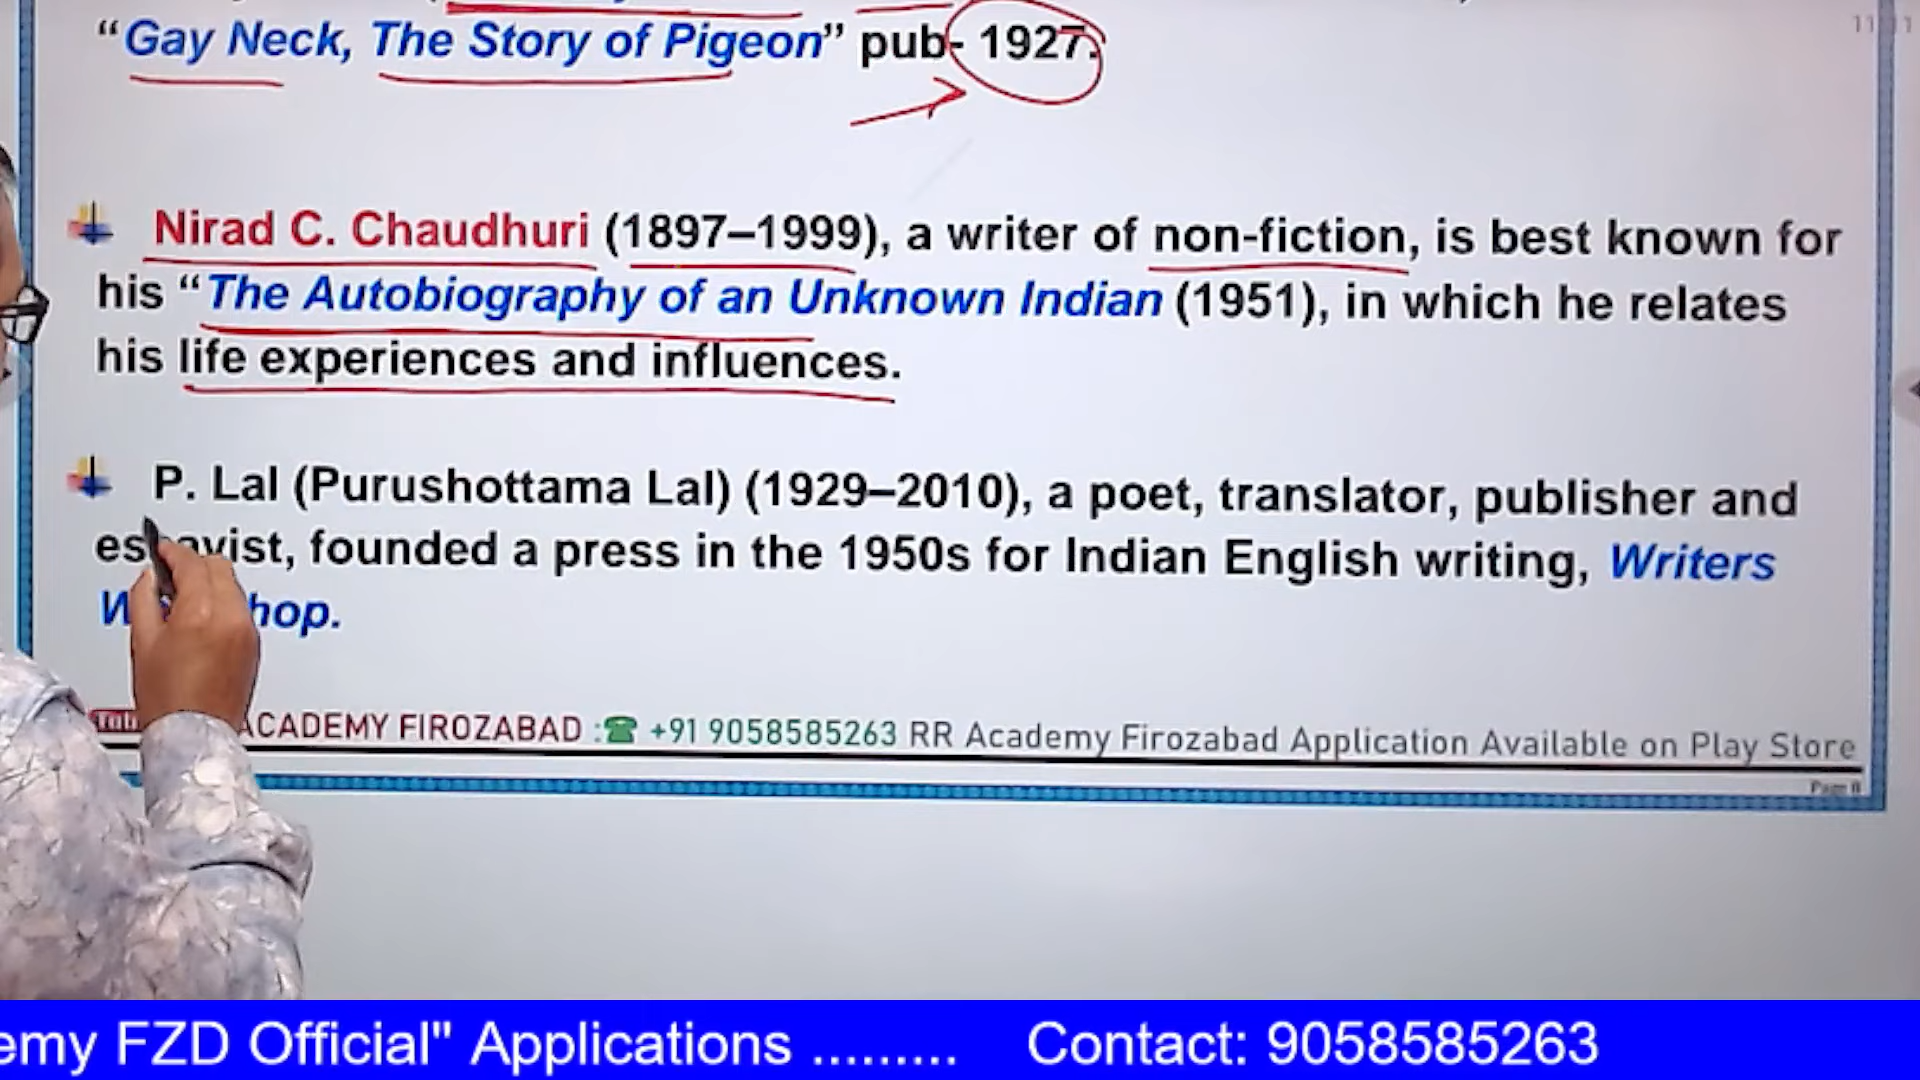 “Gay Neck, The Story of Pigeon” pub- 1927.
Nirad C. Chaudhuri (1897–1999), a writer of non-fiction, is best known for
his “The Autobiography of an Unknown Indian (1951), in which he relates
his life experiences and influences.
P. Lal (Purushottama Lal) (1929–2010), a poet, translator, publisher and
founded a press in the 1950s for Indian English writing, Writers
hop.
ACADEMY FIROZABAD :☎ +91 9058585263 RR Academy Firozabad Application Available on Play Store
emy FZD Official" Applications ......... Contact: 9058585263